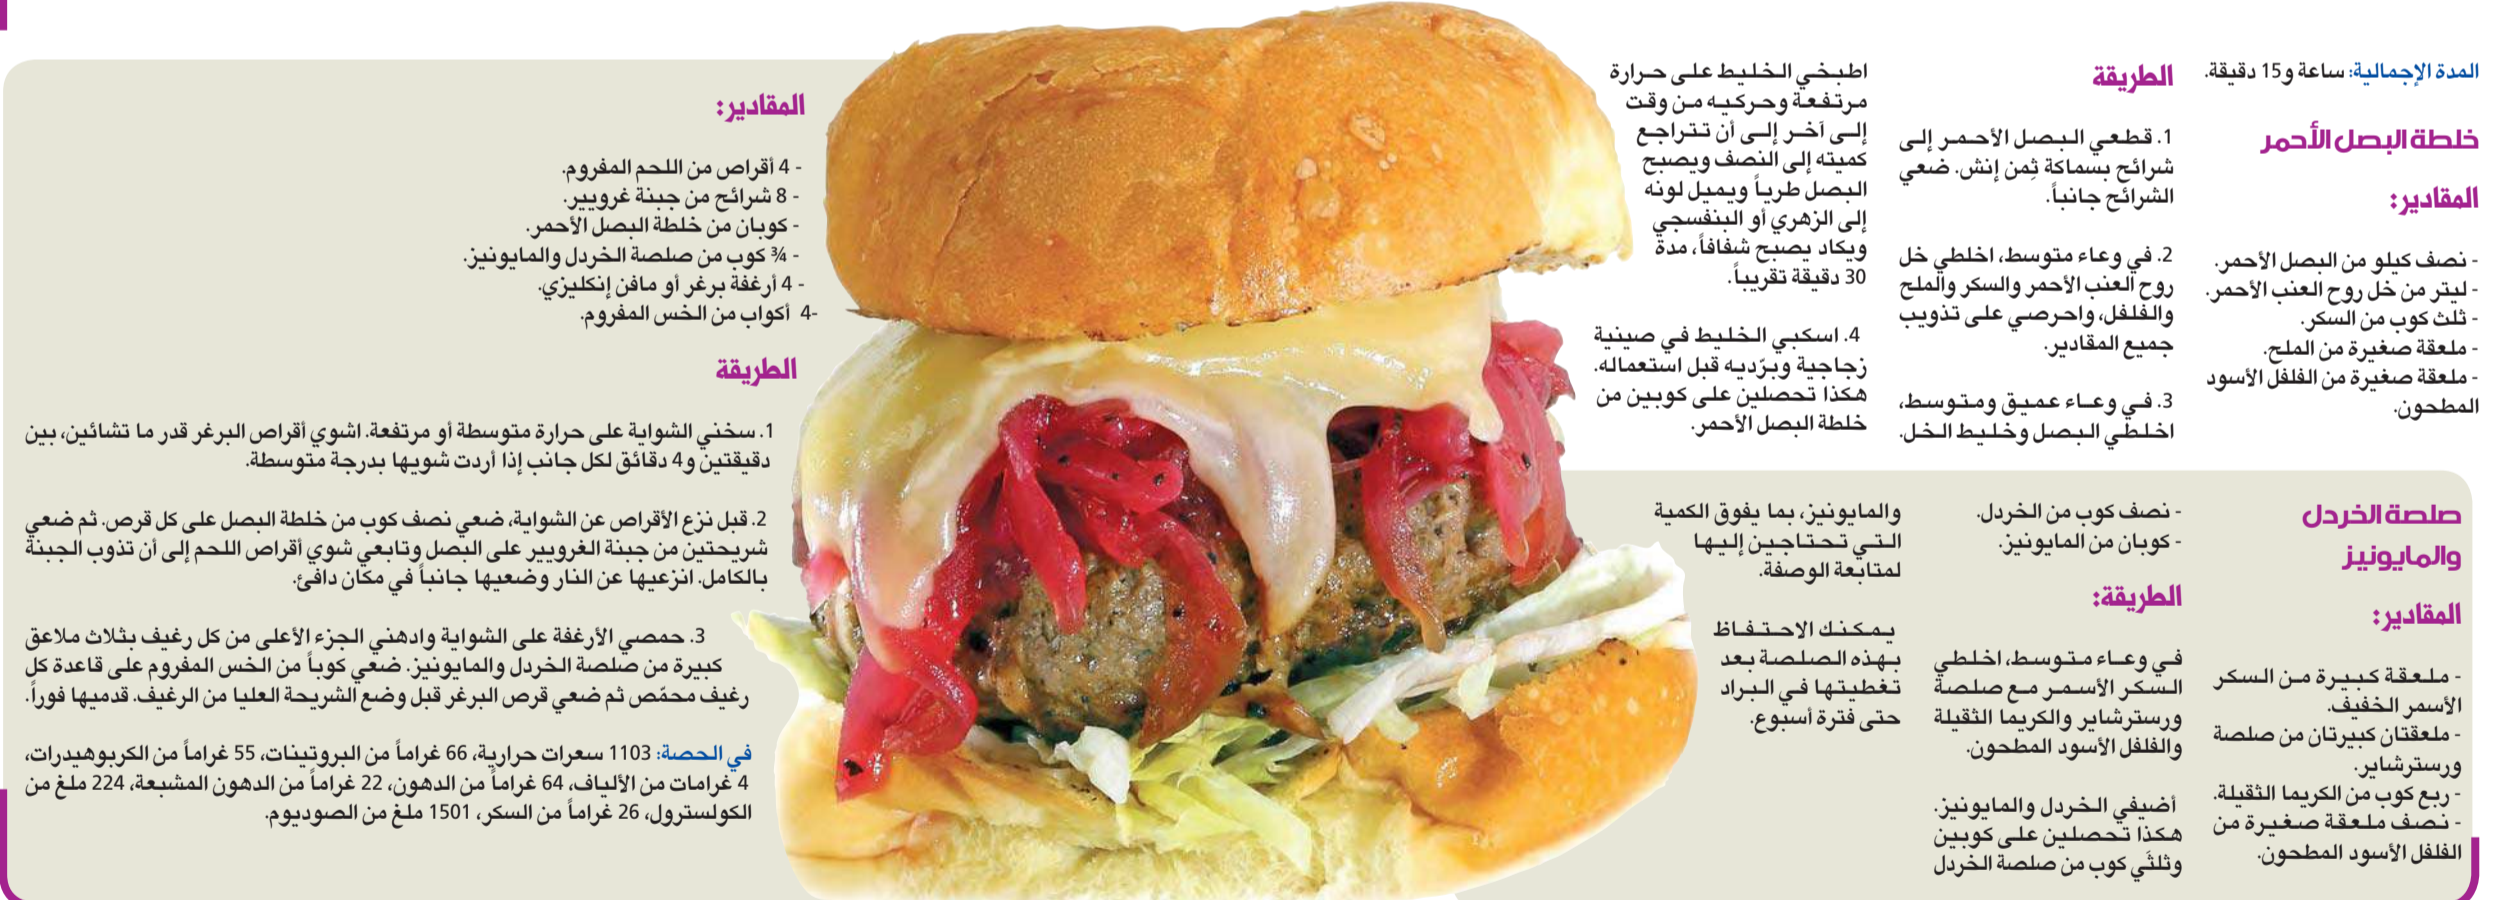 المدة الإجمالية: ساعة و15 دقيقة.
خلطة البصل الأحمر
المقادير:
- نصف كيلو من البصل الأحمر.
- ليتر من خل روح العنب الأحمر.
- ثلث كوب من السكر.
- ملعقة صغيرة من الملح.
- ملعقة صغيرة من الفلفل الأسود
المطحون.
الطريقة
1. قطعي البصل الأحمر إلى
شرائح بسماكة ثِمن إنش. ضعي
الشرائح جانباً.
2. في وعاء متوسط، اخلطي خل
روح العنب الأحمر والسكر والملح
والفلفل، واحرصي على تذويب
جميع المقادير.
3. في وعاء عميق ومتوسط،
اخلطي البصل وخليط الخل.
اطبخي الخليط على حرارة
مرتفعة وحركيه من وقت
إلى آخر إلى أن تتراجع
كميته إلى النصف ويصبح
البصل طرياً ويميل لونه
إلى الزهري أو البنفسجي
ويكاد يصبح شفافاً، مدة
30 دقيقة تقريباً.
4. اسكبي الخليط في صينية
زجاجية وبرّديه قبل استعماله.
هكذا تحصلين على كوبين من
خلطة البصل الأحمر.
صلصة الخردل
والمايونيز
المقادير:
- ملعقة كبيرة من السكر
الأسمر الخفيف.
- ملعقتان كبيرتان من صلصة
ورسترشاير.
- ربع كوب من الكريما الثقيلة.
- نصف ملعقة صغيرة من
الفلفل الأسود المطحون.
- نصف كوب من الخردل.
- كوبان من المايونيز.
الطريقة:
في وعاء متوسط، اخلطي
السكر الأسمر مع صلصة
ورسترشاير والكريما الثقيلة
والفلفل الأسود المطحون.
أضيفي الخردل والمايونيز.
هكذا تحصلين على كوبين
وثلثَي كوب من صلصة الخردل
والمايونيز، بما يفوق الكمية
التي تحتاجين إليها
لمتابعة الوصفة.
يمكنك الاحتفاظ
بهذه الصلصة بعد
تغطيتها في البراد
حتى فترة أسبوع.
المقادير:
- 4 أقراص من اللحم المفروم.
- 8 شرائح من جبنة غرويير.
- كوبان من خلطة البصل الأحمر.
- ¾ كوب من صلصة الخردل والمايونيز.
- 4 أرغفة برغر أو مافن إنكليزي.
-4 أكواب من الخس المفروم.
الطريقة
1. سخني الشواية على حرارة متوسطة أو مرتفعة. اشوي أقراص البرغر قدر ما تشائين، بين
دقيقتين و4 دقائق لكل جانب إذا أردت شويها بدرجة متوسطة.
2. قبل نزع الأقراص عن الشواية، ضعي نصف كوب من خلطة البصل على كل قرص. ثم ضعي
شريحتين من جبنة الغرويير على البصل وتابعي شوي أقراص اللحم إلى أن تذوب الجبنة
بالكامل. انزعيها عن النار وضعيها جانباً في مكان دافئ.
3. حمصي الأرغفة على الشواية وادهني الجزء الأعلى من كل رغيف بثلاث ملاعق
كبيرة من صلصة الخردل والمايونيز. ضعي كوباً من الخس المفروم على قاعدة كل
رغيف محمّص ثم ضعي قرص البرغر قبل وضع الشريحة العليا من الرغيف. قدميها فوراً.
في الحصة: 1103 سعرات حرارية، 66 غراماً من البروتينات، 55 غراماً من الكربوهيدرات،
4 غرامات من الألياف، 64 غراماً من الدهون، 22 غراماً من الدهون المشبعة، 224 ملغ من
الكولسترول، 26 غراماً من السكر، 1501 ملغ من الصوديوم.